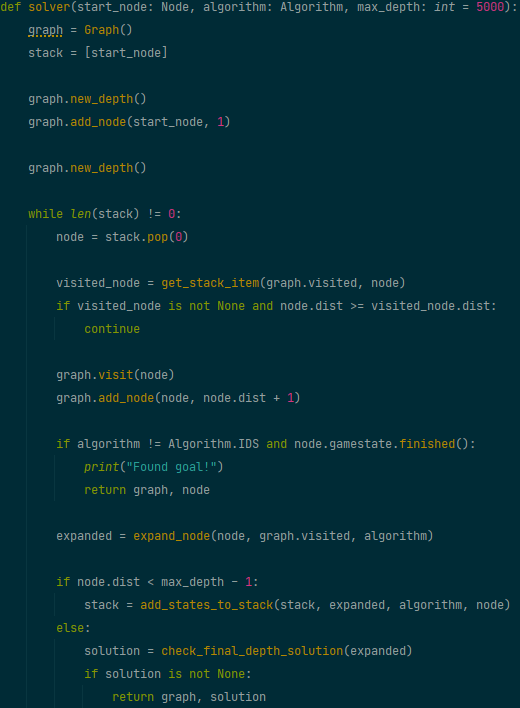 def solver(start_node: Node, algorithm: Algorithm, max_depth: int = 5000):
    graph = Graph()
    stack = [start_node]

    graph.new_depth()
    graph.add_node(start_node, 1)

    graph.new_depth()

    while len(stack) != 0:
        node = stack.pop(0)

        visited_node = get_stack_item(graph.visited, node)
        if visited_node is not None and node.dist >= visited_node.dist:
            continue

        graph.visit(node)
        graph.add_node(node, node.dist + 1)

        if algorithm != Algorithm.IDS and node.gamestate.finished():
            print("Found goal!")
            return graph, node

        expanded = expand_node(node, graph.visited, algorithm)

        if node.dist < max_depth - 1:
            stack = add_states_to_stack(stack, expanded, algorithm, node)
        else:
            solution = check_final_depth_solution(expanded)
            if solution is not None:
                return graph, solution